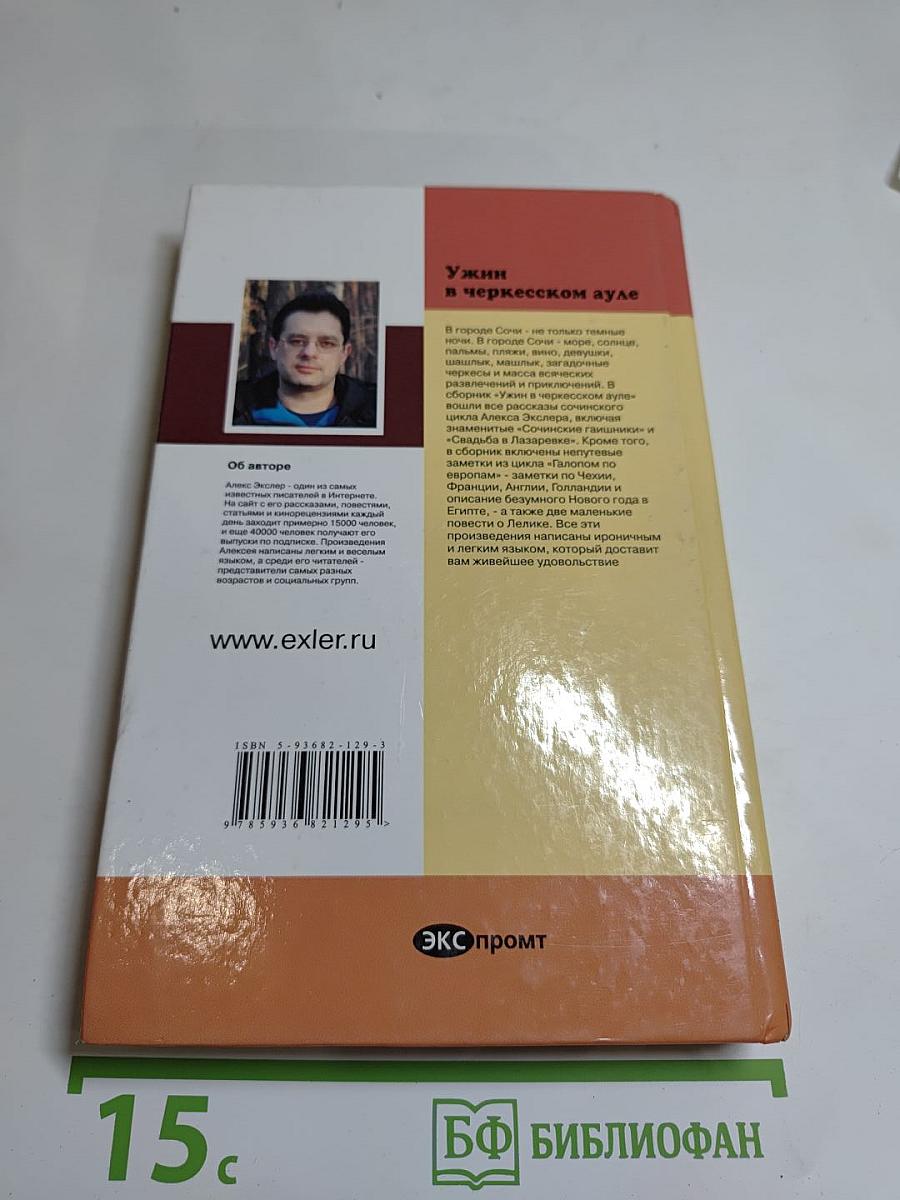 Ужин
в черкесском ауле
В городе Сочи - не только темные
ночи. В городе Сочи - море, солнце,
пальмы, пляжи, вино, девушки,
шашлык, машлык, загадочные
черкесы и масса всяческих
развлечений и приключений. В
сборник «Ужин в черкесском ауле»
вошли все рассказы сочинского
цикла Алекса Экслера, включая
знаменитые «Сочинские гаишники» и
«Свадьба в Лазаревке». Кроме того,
в сборник включены непутевые
заметки из цикла «Галопом по
европам» - заметки по Чехии,
Франции, Англии, Голландии и
описание безумного Нового года в
Египте, - а также две маленькие
повести о Лелике. Все эти
произведения написаны ироничным
и легким языком, который доставит
вам живейшее удовольствие
Об авторе
Алекс Экслер - один из самых
известных писателей в Интернете.
На сайт с его рассказами, повестями,
статьями и кинорецензиями каждый
день заходит примерно 15000 человек,
и еще 40000 человек получают его
выпуски по подписке. Произведения
Алексея написаны легким и веселым
языком, а среди его читателей -
представители самых разных
возрастов и социальных групп.
www.exler.ru
ISBN 5-93682-129-3
9785936821295>
ЭКС промт
15 с
БФ БИБЛИОФАН